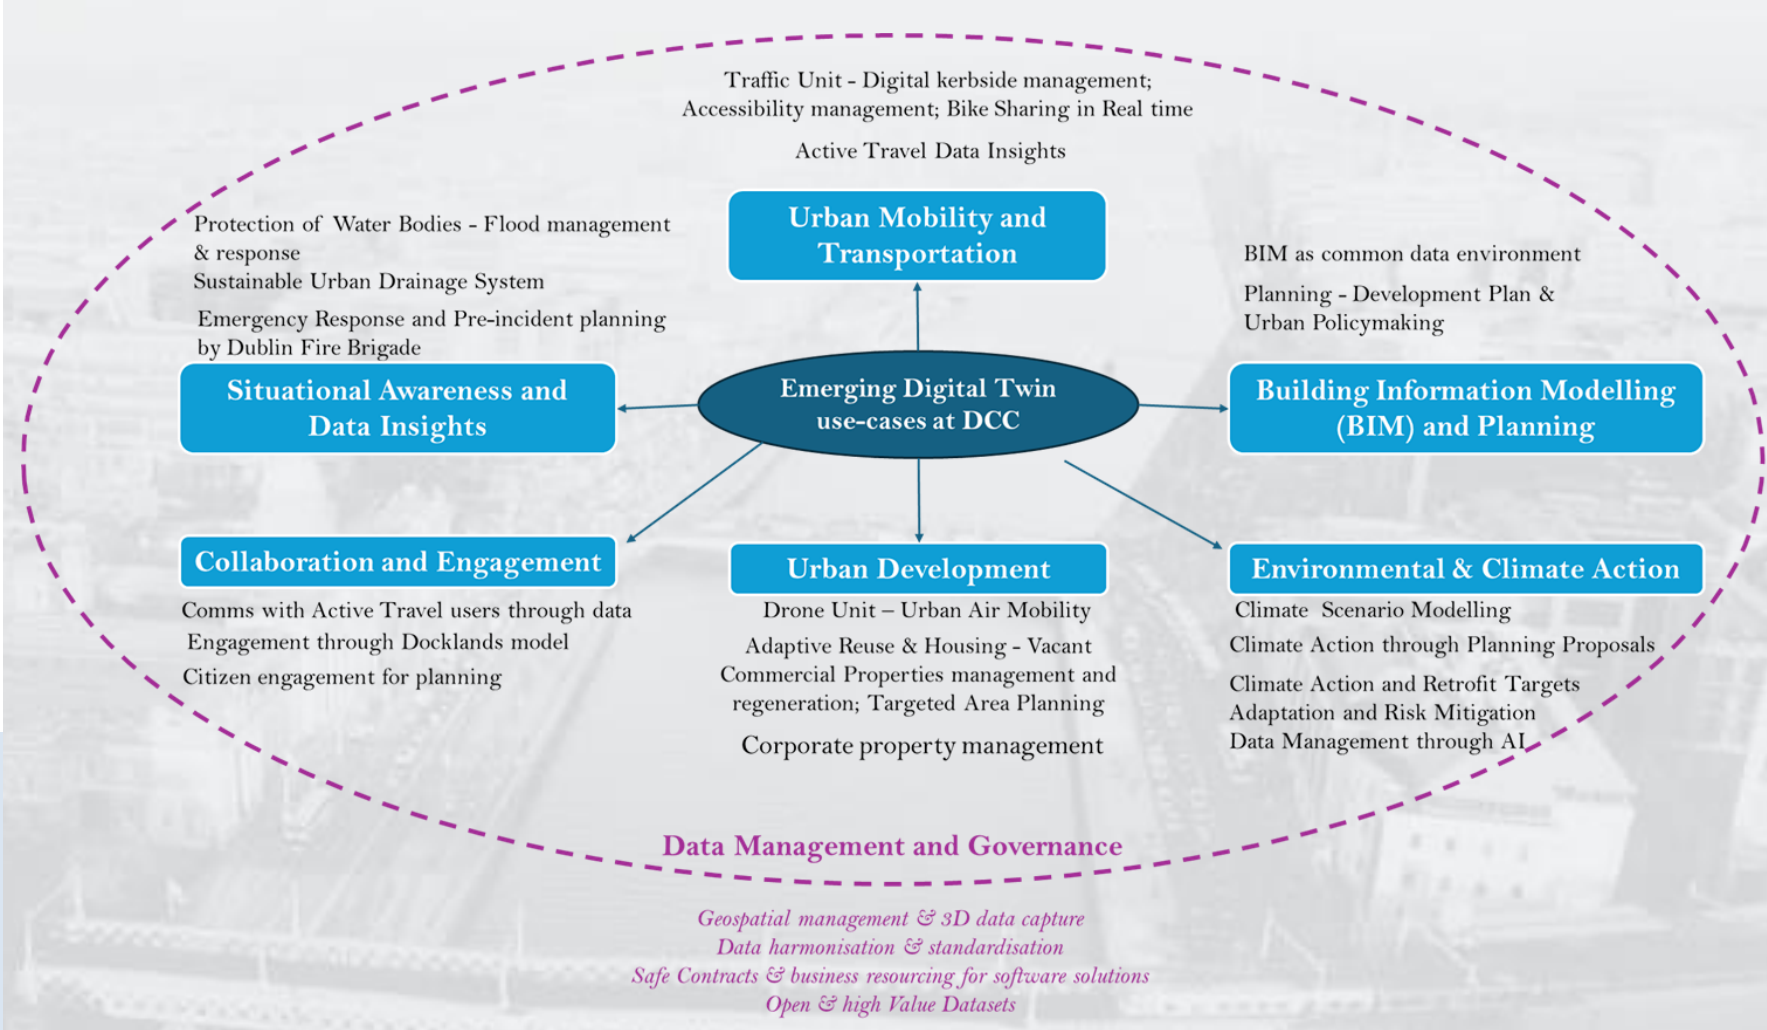 Traffic Unit - Digital kerbside management;
Accessibility management; Bike Sharing in Real time
Active Travel Data Insights
Urban Mobility and
Transportation
Protection of Water Bodies - Flood management
& response
Sustainable Urban Drainage System
Emergency Response and Pre-incident planning
by Dublin Fire Brigade
Situational Awareness and
Data Insights
Emerging Digital Twin
use-cases at DCC
BIM as common data environment
Planning - Development Plan &
Urban Policymaking
Building Information Modelling
(BIM) and Planning
Collaboration and Engagement
Comms with Active Travel users through data
Engagement through Docklands model
Citizen engagement for planning
Urban Development
Drone Unit – Urban Air Mobility
Adaptive Reuse & Housing - Vacant
Commercial Properties management and
regeneration; Targeted Area Planning
Corporate property management
Environmental & Climate Action
Climate Scenario Modelling
Climate Action through Planning Proposals
Climate Action and Retrofit Targets
Adaptation and Risk Mitigation
Data Management through AI
Data Management and Governance
Geospatial management & 3D data capture
Data harmonisation & standardisation
Safe Contracts & business resourcing for software solutions
Open & high Value Datasets